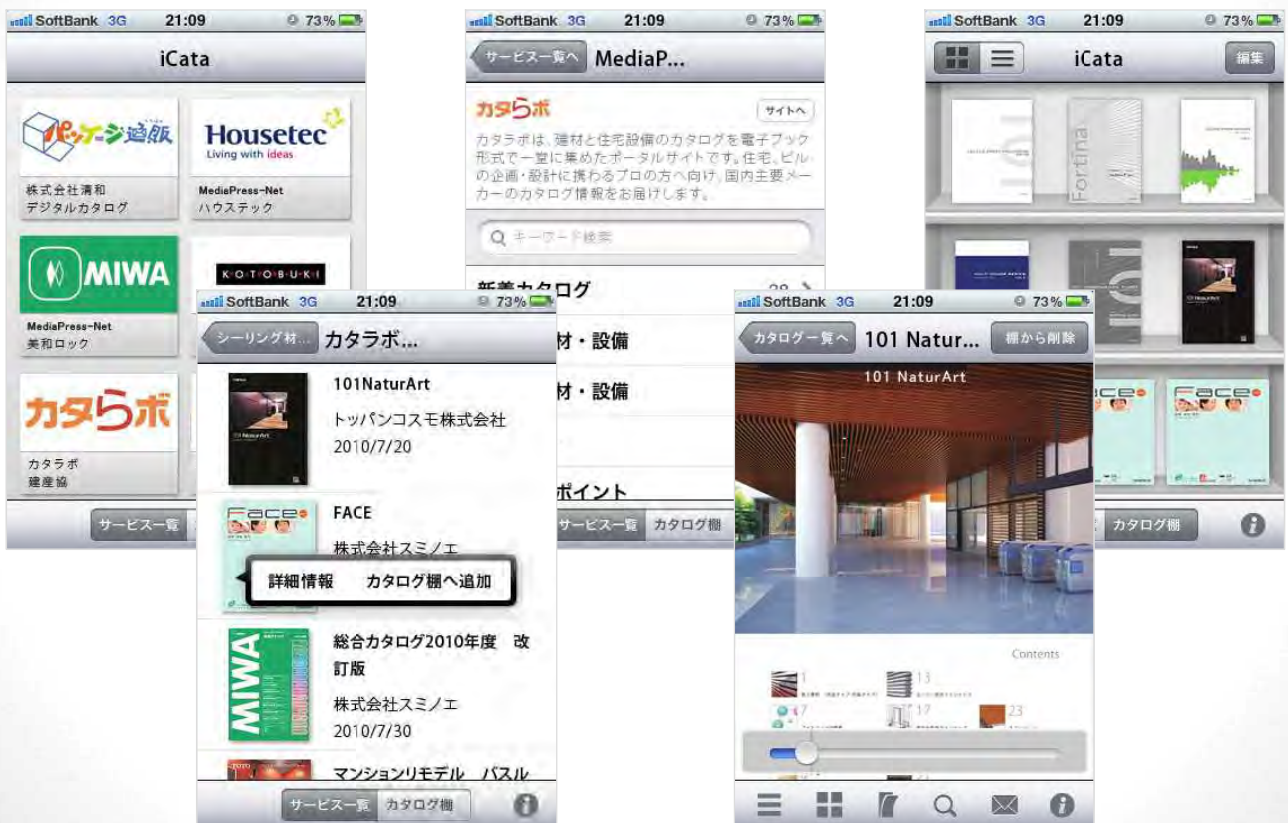 SoftBank 3G 21:09 73%
iCata
パッケージ通販
株式会社清和
デジタルカタログ
Housetec
Living with ideas
MediaPress-Net
ハウステック
MIWA
MediaPress-Net
美和ロック
KOTOBUKI
カタらボ
カタラボ
建産協
サービス一覧
SoftBank 3G 21:09 73%
サービス一覧へ MediaP...
カタらボ サイトへ
カタラボは、建材と住宅設備のカタログを電子ブック
形式で一堂に集めたポータルサイトです。住宅、ビル
の企画・設計に携わるプロの方へ向け、国内主要メー
カーのカタログ情報をお届けします。
キーワード検索
新着カタログ
材・設備
材・設備
ポイント
サービス一覧 カタログ棚
SoftBank 3G 21:09 73%
iCata 編集
Fortina
Face
Face
カタログ棚
SoftBank 3G 21:09 73%
シーリング材... カタラボ...
101NaturArt
トッパンコスモ株式会社
2010/7/20
Face
FACE
株式会社スミノエ
詳細情報 カタログ棚へ追加
MIWA
総合カタログ2010年度 改
訂版
株式会社スミノエ
2010/7/30
TOTO
マンションリモデル バスル
サービス一覧 カタログ棚
SoftBank 3G 21:09 73%
カタログ一覧へ 101 Natur... 棚から削除
101 NaturArt
Contents
1 13
7 17 23